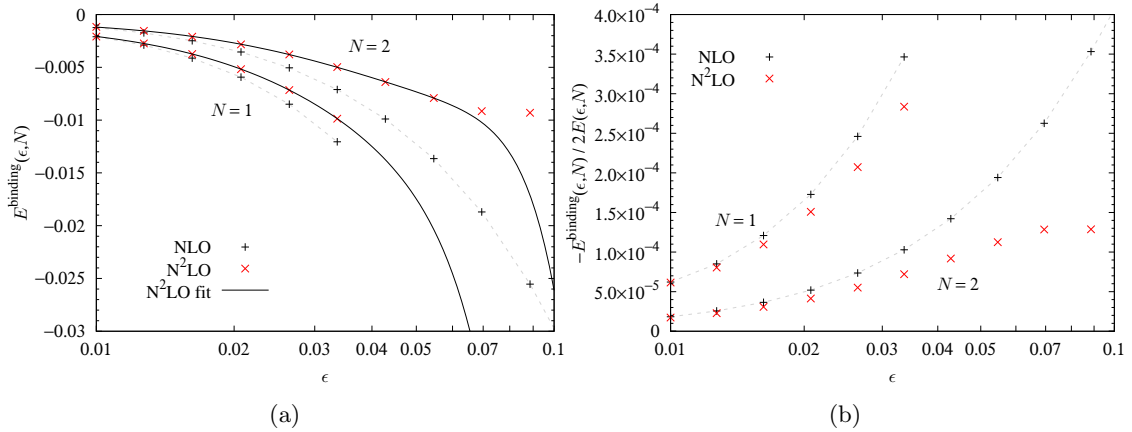 0
−0.005
−0.01
−0.015
−0.02
−0.025
−0.03
0.01
0.02
0.03
0.04
0.05
0.07
0.1
E^binding(ϵ,N)
ϵ
N = 2
N = 1
NLO
N²LO
N²LO fit
(a)
4.0×10⁻⁴
3.5×10⁻⁴
3.0×10⁻⁴
2.5×10⁻⁴
2.0×10⁻⁴
1.5×10⁻⁴
1.0×10⁻⁴
5.0×10⁻⁵
0
0.01
0.02
0.03
0.04
0.05
0.07
0.1
−E^binding(ϵ,N) / 2E(ϵ,N)
ϵ
NLO
N²LO
N = 1
N = 2
(b)